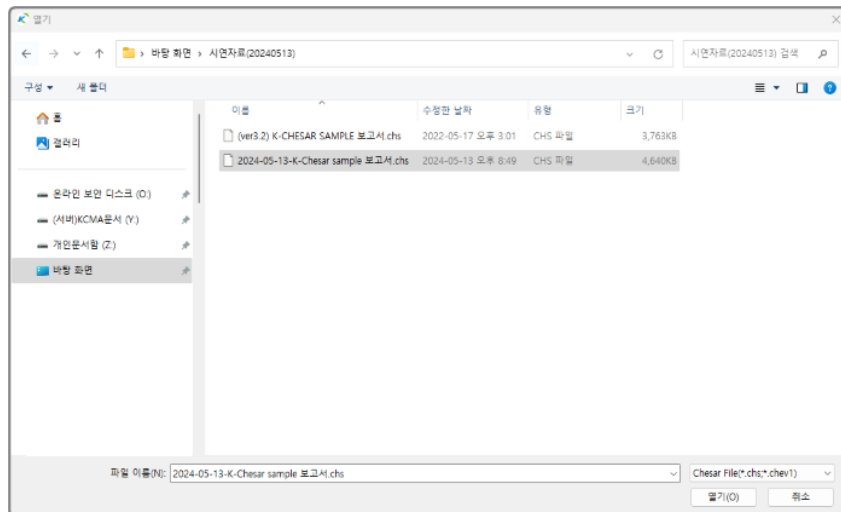 열기
바탕 화면 › 시연자료(20240513)
시연자료(20240513) 검색
구성
새 폴더
홈
갤러리
온라인 보안 디스크 (O:)
(서버)KCMA문서 (Y:)
개인문서함 (Z:)
바탕 화면
이름 수정한 날짜 유형 크기
(ver3.2) K-CHESAR SAMPLE 보고서.chs 2022-05-17 오후 3:01 CHS 파일 3,763KB
2024-05-13-K-Chesar sample 보고서.chs 2024-05-13 오후 8:49 CHS 파일 4,640KB
파일 이름(N): 2024-05-13-K-Chesar sample 보고서.chs
Chesar File(*.chs;*.chev1)
열기(O) 취소